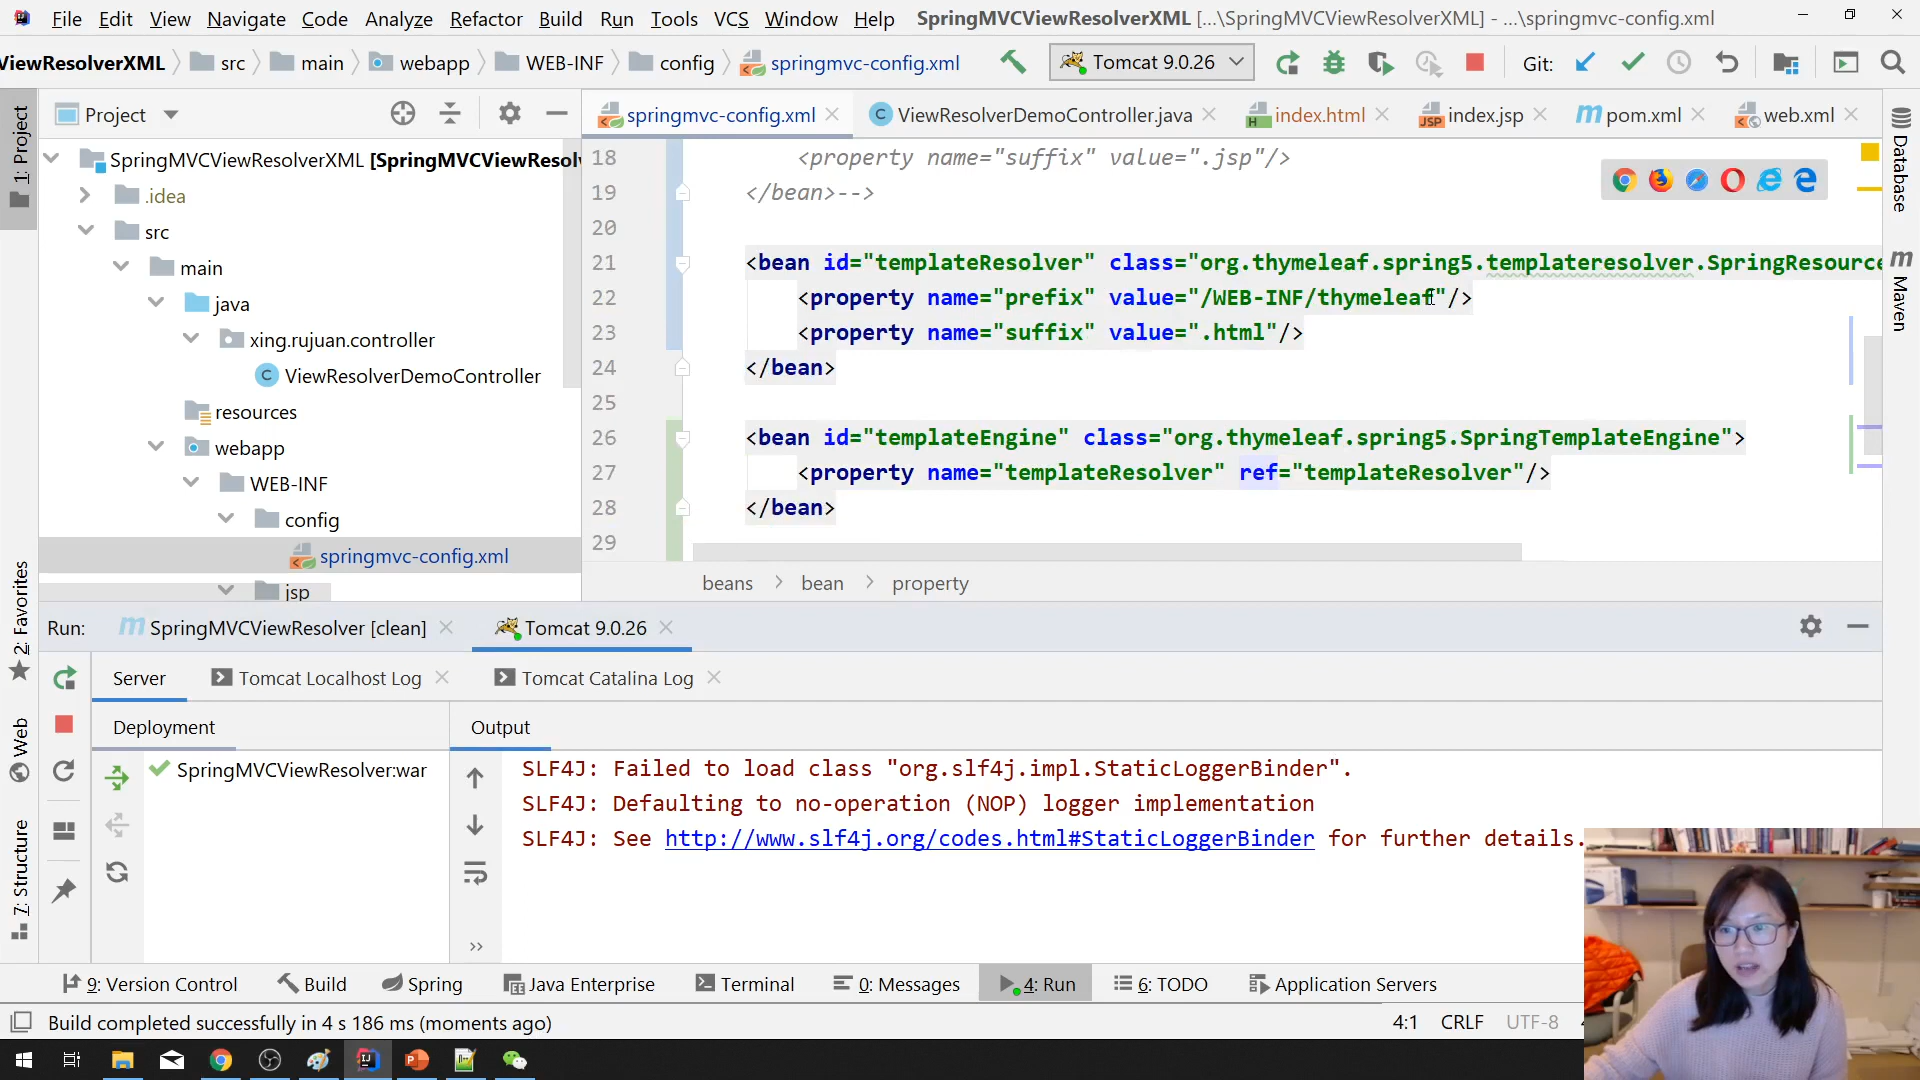 File Edit View Navigate Code Analyze Refactor Build Run Tools VCS Window Help SpringMVCViewResolverXML [...\SpringMVCViewResolverXML] - ...\springmvc-config.xml
ViewResolverXML src main webapp WEB-INF config springmvc-config.xml Tomcat 9.0.26 Git:
Project springmvc-config.xml ViewResolverDemoController.java index.html index.jsp pom.xml web.xml
1: Project
2: Favorites
Web
7: Structure
Database
Maven
SpringMVCViewResolverXML [SpringMVCViewResol
.idea
src
main
java
xing.rujuan.controller
ViewResolverDemoController
resources
webapp
WEB-INF
config
springmvc-config.xml
jsp
18 <property name="suffix" value=".jsp"/>
19 </bean>-->
20
21 <bean id="templateResolver" class="org.thymeleaf.spring5.templateresolver.SpringResource
22 <property name="prefix" value="/WEB-INF/thymeleaf"/>
23 <property name="suffix" value=".html"/>
24 </bean>
25
26 <bean id="templateEngine" class="org.thymeleaf.spring5.SpringTemplateEngine">
27 <property name="templateResolver" ref="templateResolver"/>
28 </bean>
29
beans bean property
Run: SpringMVCViewResolver [clean] Tomcat 9.0.26
Server Tomcat Localhost Log Tomcat Catalina Log
Deployment Output
SpringMVCViewResolver:war
SLF4J: Failed to load class "org.slf4j.impl.StaticLoggerBinder".
SLF4J: Defaulting to no-operation (NOP) logger implementation
SLF4J: See http://www.slf4j.org/codes.html#StaticLoggerBinder for further details.
9: Version Control Build Spring Java Enterprise Terminal 0: Messages 4: Run 6: TODO Application Servers
Build completed successfully in 4 s 186 ms (moments ago) 4:1 CRLF UTF-8